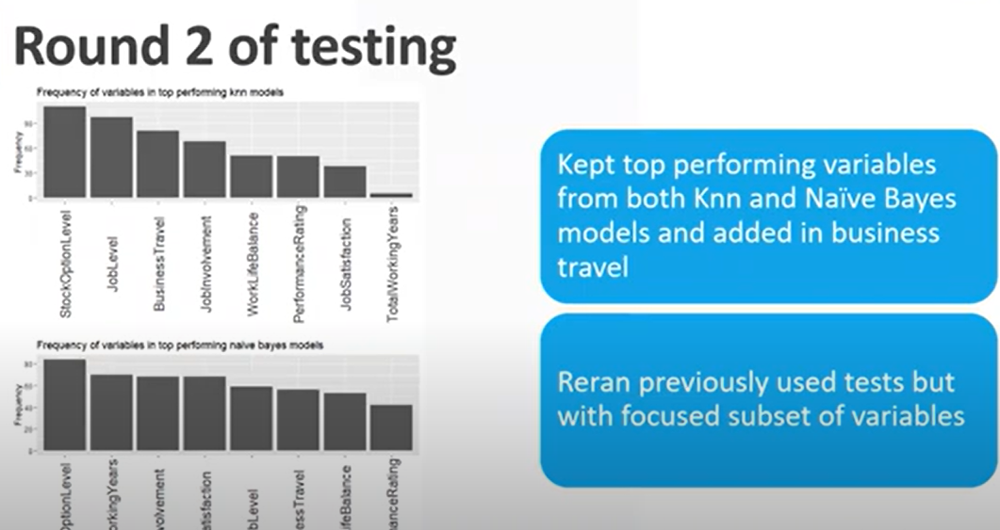 Round 2 of testing
Frequency of variables in top performing knn models
Frequency
90
60
30
0
StockOptionLevel
JobLevel
BusinessTravel
JobInvolvement
WorkLifeBalance
PerformanceRating
JobSatisfaction
TotalWorkingYears
Frequency of variables in top performing naive bayes models
Frequency
80
60
40
20
0
ptionLevel
rkingYears
volvement
atisfaction
bLevel
essTravel
ifeBalance
anceRating
Kept top performing variables
from both Knn and Naïve Bayes
models and added in business
travel
Reran previously used tests but
with focused subset of variables